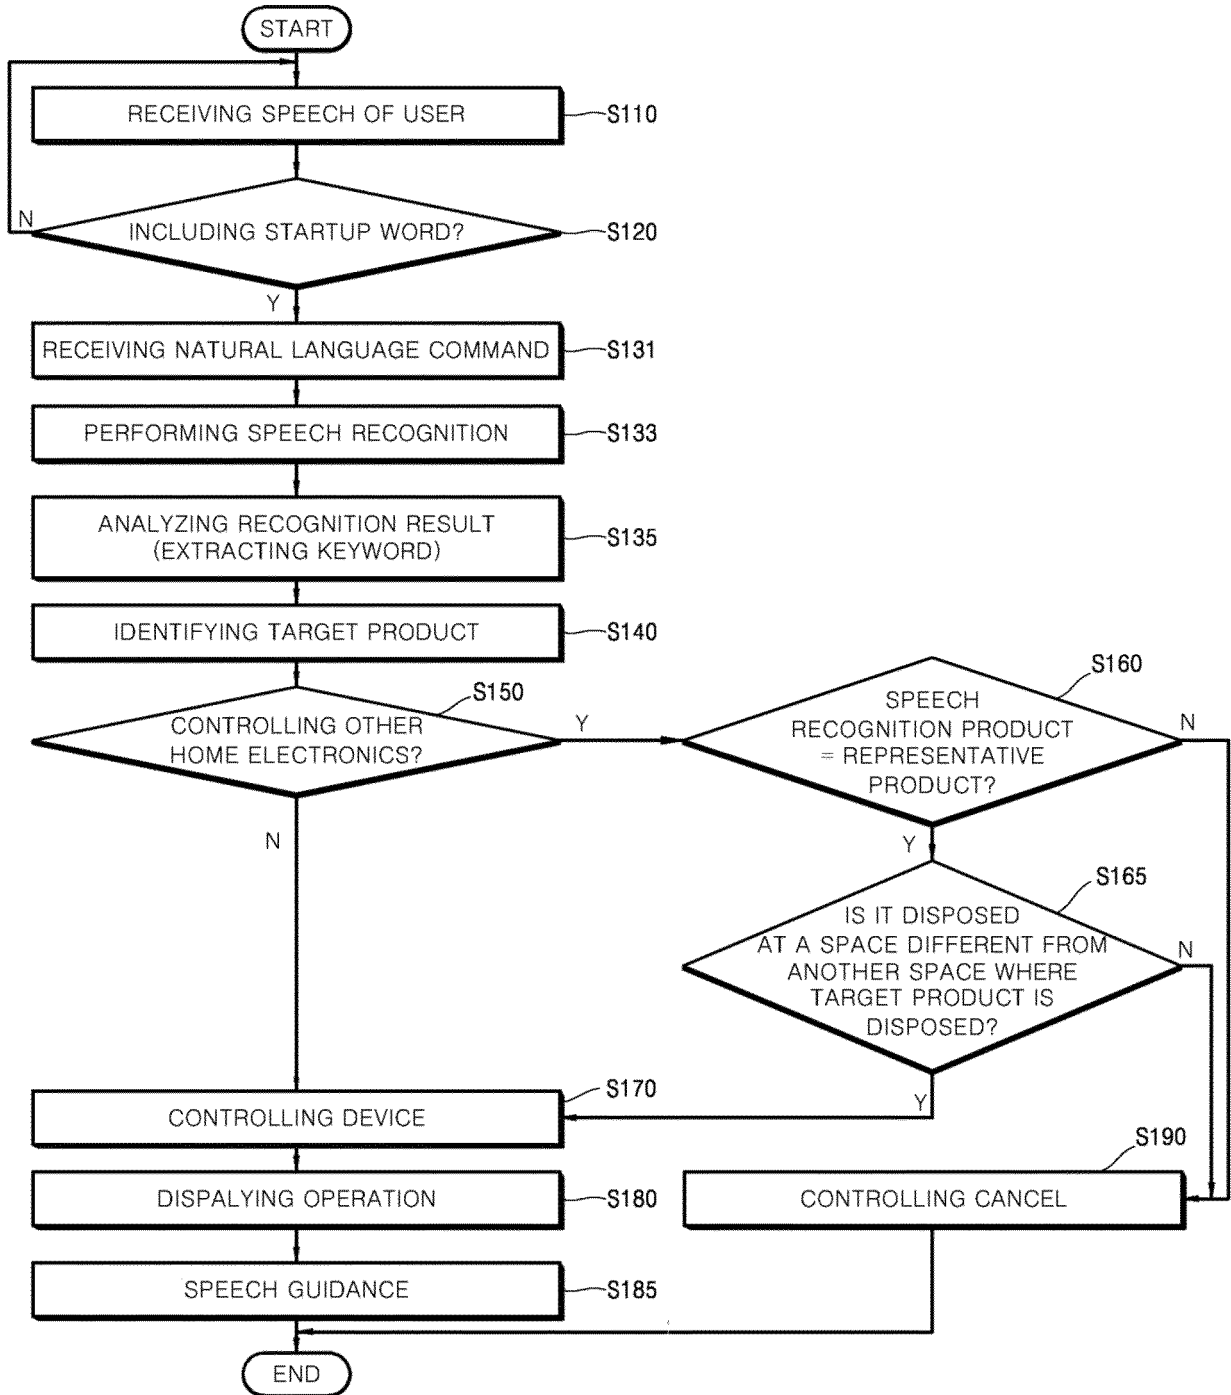 START
RECEIVING SPEECH OF USER
S110
N
INCLUDING STARTUP WORD?
S120
Y
RECEIVING NATURAL LANGUAGE COMMAND
S131
PERFORMING SPEECH RECOGNITION
S133
ANALYZING RECOGNITION RESULT
(EXTRACTING KEYWORD)
S135
IDENTIFYING TARGET PRODUCT
S140
S150
CONTROLLING OTHER
HOME ELECTRONICS?
Y
N
S160
SPEECH
RECOGNITION PRODUCT
= REPRESENTATIVE
PRODUCT?
N
Y
S165
IS IT DISPOSED
AT A SPACE DIFFERENT FROM
ANOTHER SPACE WHERE
TARGET PRODUCT IS
DISPOSED?
N
Y
S170
CONTROLLING DEVICE
DISPALYING OPERATION
S180
S190
CONTROLLING CANCEL
SPEECH GUIDANCE
S185
END